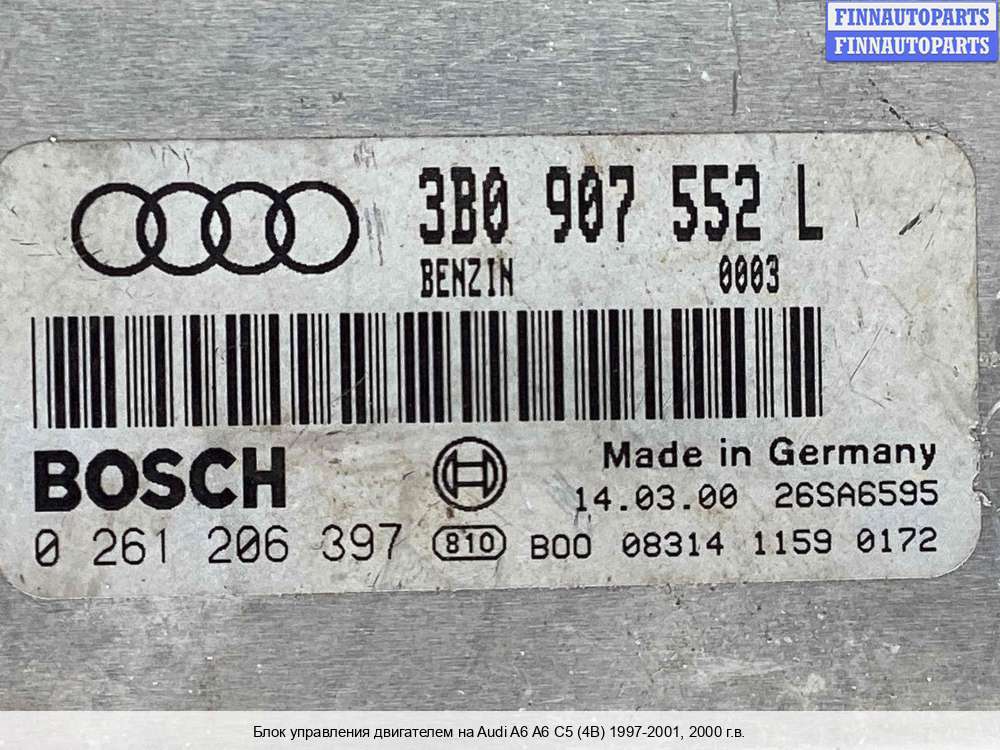 FINNAUTOPARTS
FINNAUTOPARTS
3B0 907 552 L
BENZIN 0003
BOSCH
Made in Germany
14.03.00 26SA6595
0 261 206 397 810 B00 08314 1159 0172
Блок управления двигателем на Audi A6 A6 C5 (4B) 1997-2001, 2000 г.в.